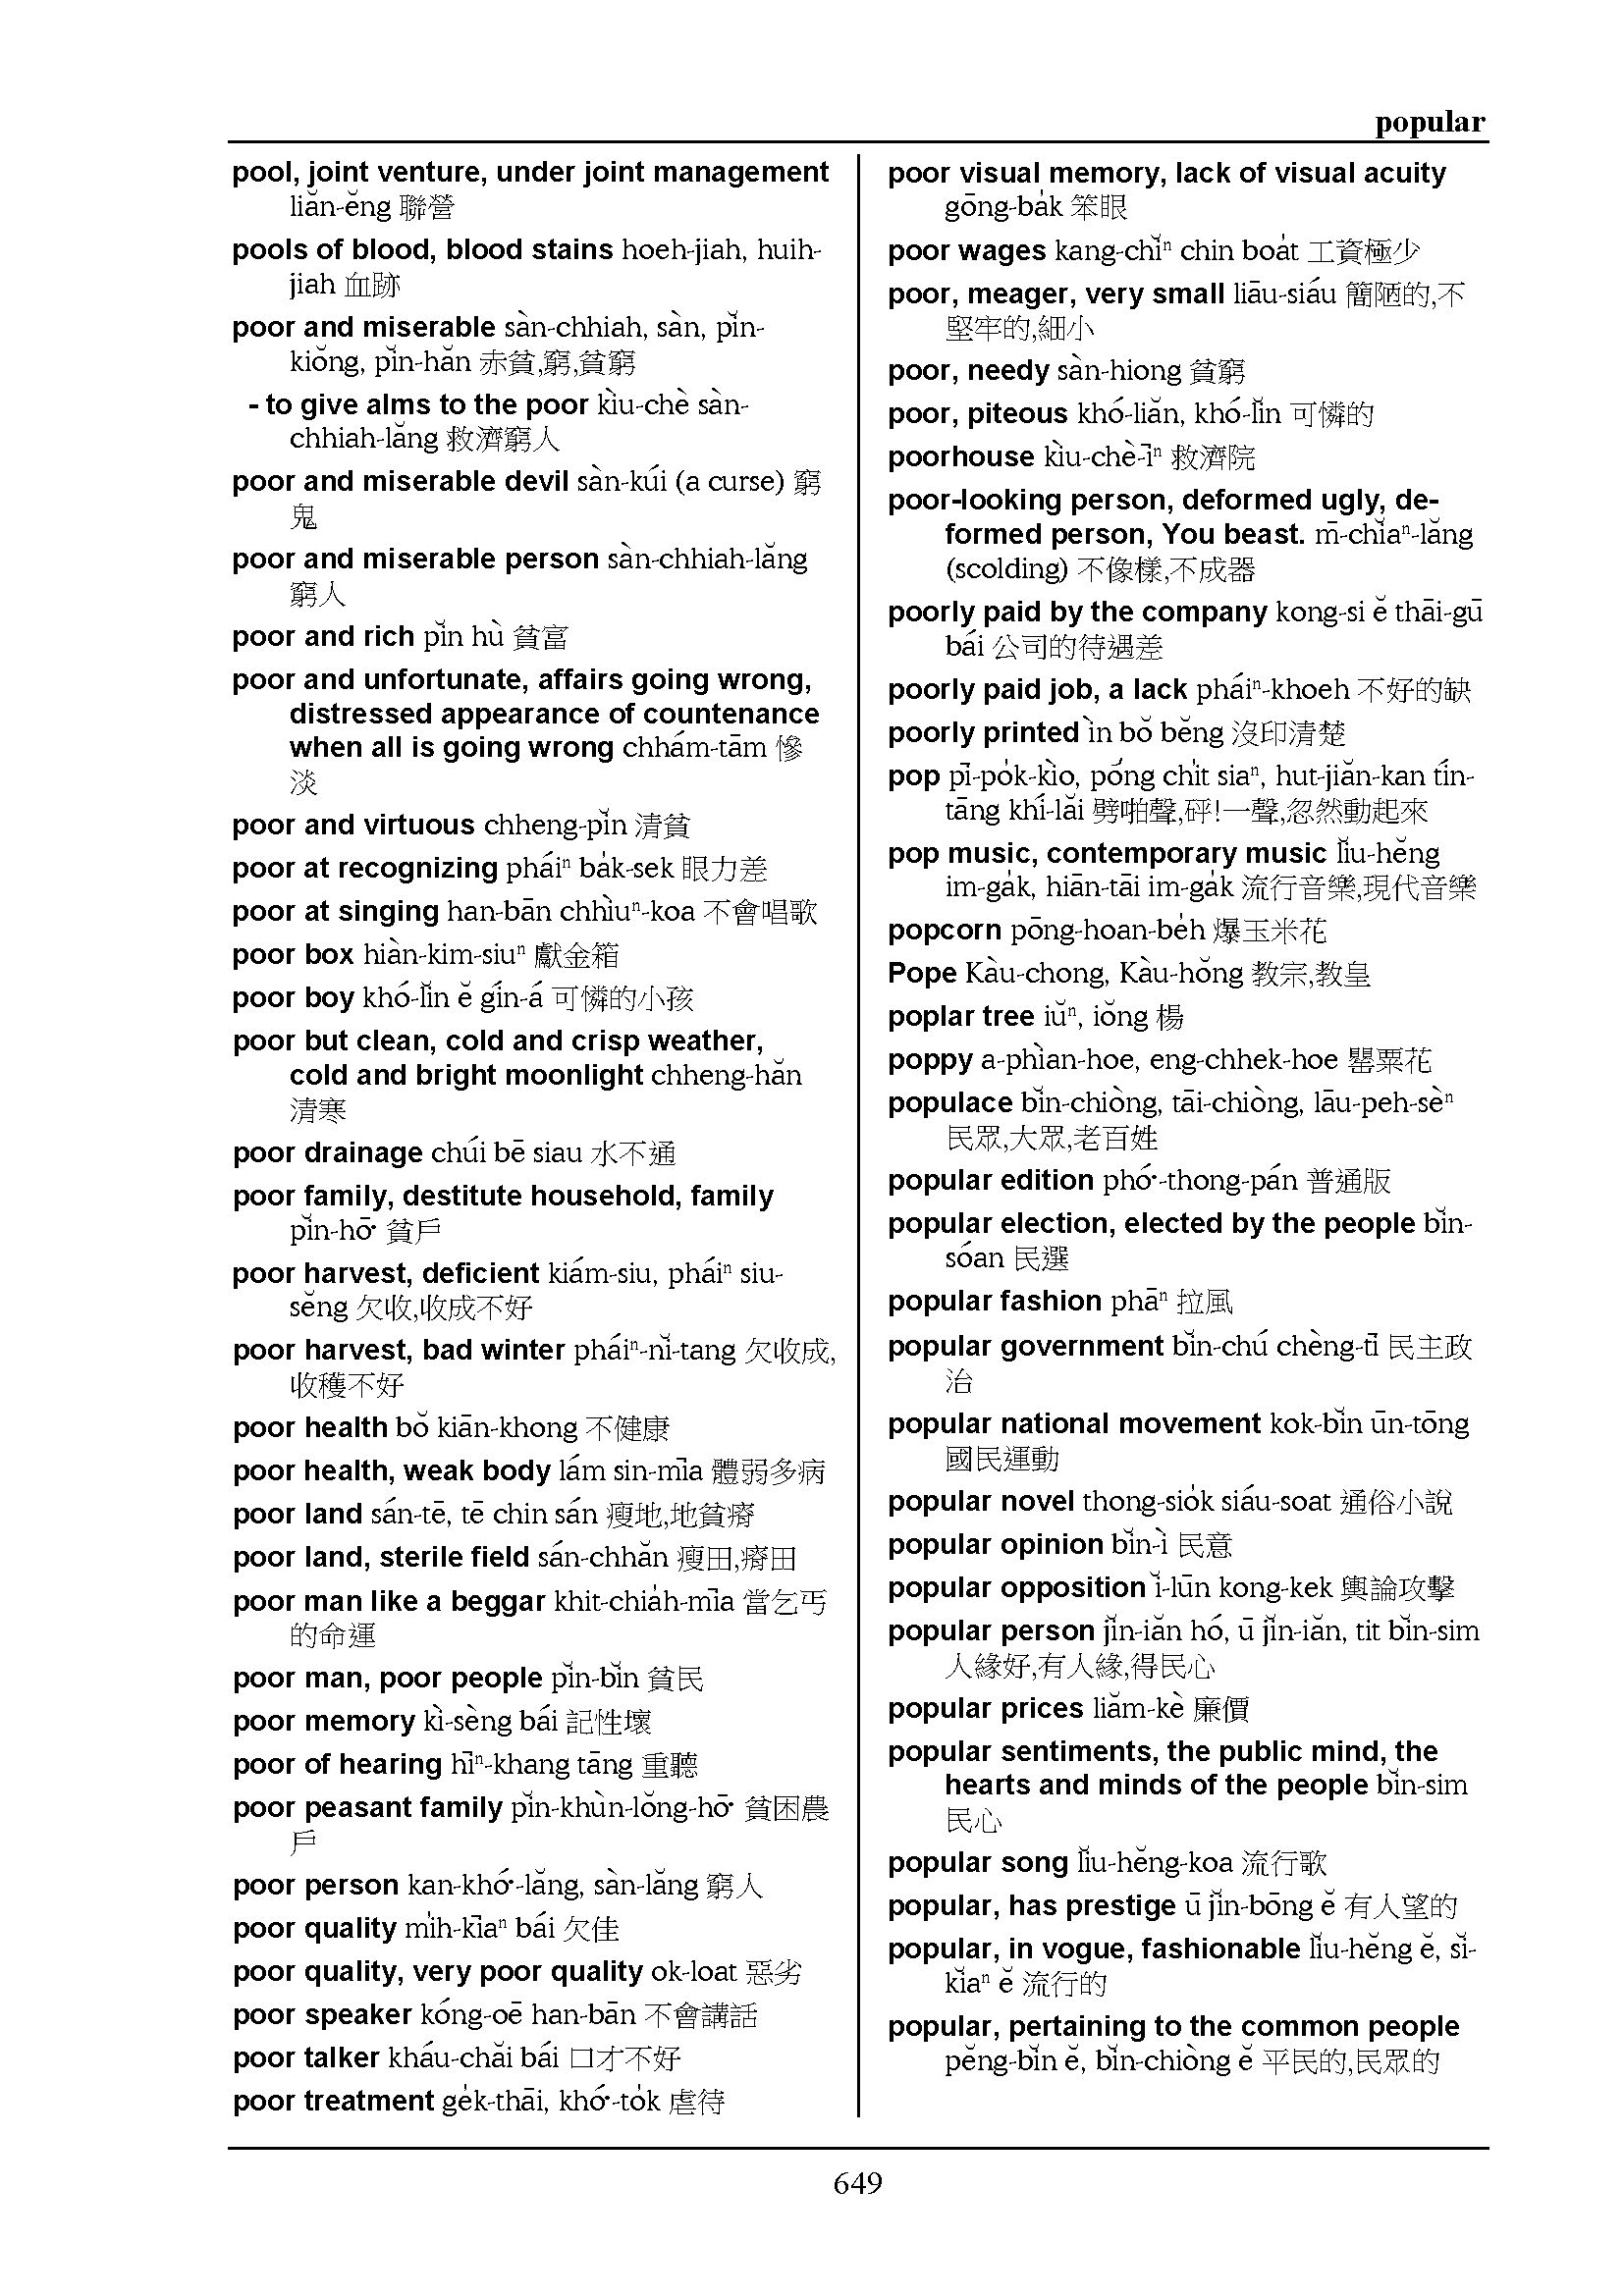 popular
pool, joint venture, under joint management
liăn-ĕng 聯營
pools of blood, blood stains hoeh-jiah, huih-
jiah 血跡
poor and miserable sàn-chhiah, sàn, pĭn-
kiŏng, pĭn-hăn 赤貧,窮,貧窮
- to give alms to the poor kìu-chè sàn-
chhiah-lăng 救濟窮人
poor and miserable devil sàn-kúi (a curse) 窮
鬼
poor and miserable person sàn-chhiah-lăng
窮人
poor and rich pĭn hù 貧富
poor and unfortunate, affairs going wrong,
distressed appearance of countenance
when all is going wrong chhám-tām 慘
淡
poor and virtuous chheng-pĭn 清貧
poor at recognizing pháiⁿ ba̍k-sek 眼力差
poor at singing han-bān chhìuⁿ-koa 不會唱歌
poor box hiàn-kim-siuⁿ 獻金箱
poor boy khó-lĭn ĕ gín-á 可憐的小孩
poor but clean, cold and crisp weather,
cold and bright moonlight chheng-hăn
清寒
poor drainage chúi bē siau 水不通
poor family, destitute household, family
pĭn-hō͘ 貧戶
poor harvest, deficient kiám-siu, pháiⁿ siu-
sĕng 欠收,收成不好
poor harvest, bad winter pháiⁿ-nĭ-tang 欠收成,
收穫不好
poor health bŏ kiān-khong 不健康
poor health, weak body lám sin-mīa 體弱多病
poor land sán-tē, tē chin sán 瘦地,地貧瘠
poor land, sterile field sán-chhăn 瘦田,瘠田
poor man like a beggar khit-chia̍h-mīa 當乞丐
的命運
poor man, poor people pĭn-bĭn 貧民
poor memory kì-sèng bái 記性壞
poor of hearing hīⁿ-khang tāng 重聽
poor peasant family pĭn-khùn-lŏng-hō͘ 貧困農
戶
poor person kan-khó͘-lăng, sàn-lăng 窮人
poor quality mi̍h-kīaⁿ bái 欠佳
poor quality, very poor quality ok-loat 惡劣
poor speaker kóng-oē han-bān 不會講話
poor talker kháu-chăi bái 口才不好
poor treatment ge̍k-thāi, khó͘-to̍k 虐待
poor visual memory, lack of visual acuity
gōng-ba̍k 笨眼
poor wages kang-chĭⁿ chin boa̍t 工資極少
poor, meager, very small liāu-siáu 簡陋的,不
堅牢的,細小
poor, needy sàn-hiong 貧窮
poor, piteous khó-liăn, khó-lĭn 可憐的
poorhouse kìu-chè-īⁿ 救濟院
poor-looking person, deformed ugly, de-
formed person, You beast. m̄-chĭaⁿ-lăng
(scolding) 不像樣,不成器
poorly paid by the company kong-si ĕ thāi-gū
bái 公司的待遇差
poorly paid job, a lack pháiⁿ-khoeh 不好的缺
poorly printed ìn bŏ bĕng 沒印清楚
pop pī-po̍k-kìo, póng chi̍t siaⁿ, hut-jiăn-kan tín-
tāng khí-lăi 劈啪聲,砰!一聲,忽然動起來
pop music, contemporary music lĭu-hĕng
im-ga̍k, hiān-tāi im-ga̍k 流行音樂,現代音樂
popcorn pōng-hoan-be̍h 爆玉米花
Pope Kàu-chong, Kàu-hŏng 教宗,教皇
poplar tree iŭⁿ, iŏng 楊
poppy a-phìan-hoe, eng-chhek-hoe 罌粟花
populace bĭn-chiòng, tāi-chiòng, lāu-peh-sèⁿ
民眾,大眾,老百姓
popular edition phó͘-thong-pán 普通版
popular election, elected by the people bĭn-
sóan 民選
popular fashion phāⁿ 拉風
popular government bĭn-chú chèng-tī 民主政
治
popular national movement kok-bĭn ūn-tōng
國民運動
popular novel thong-sio̍k siáu-soat 通俗小說
popular opinion bĭn-ì 民意
popular opposition ĭ-lūn kong-kek 輿論攻擊
popular person jĭn-iăn hó, ū jĭn-iăn, tit bĭn-sim
人緣好,有人緣,得民心
popular prices liăm-kè 廉價
popular sentiments, the public mind, the
hearts and minds of the people bĭn-sim
民心
popular song lĭu-hĕng-koa 流行歌
popular, has prestige ū jĭn-bōng ĕ 有人望的
popular, in vogue, fashionable lĭu-hĕng ĕ, sĭ-
kĭaⁿ ĕ 流行的
popular, pertaining to the common people
pĕng-bĭn ĕ, bĭn-chiòng ĕ 平民的,民眾的
649